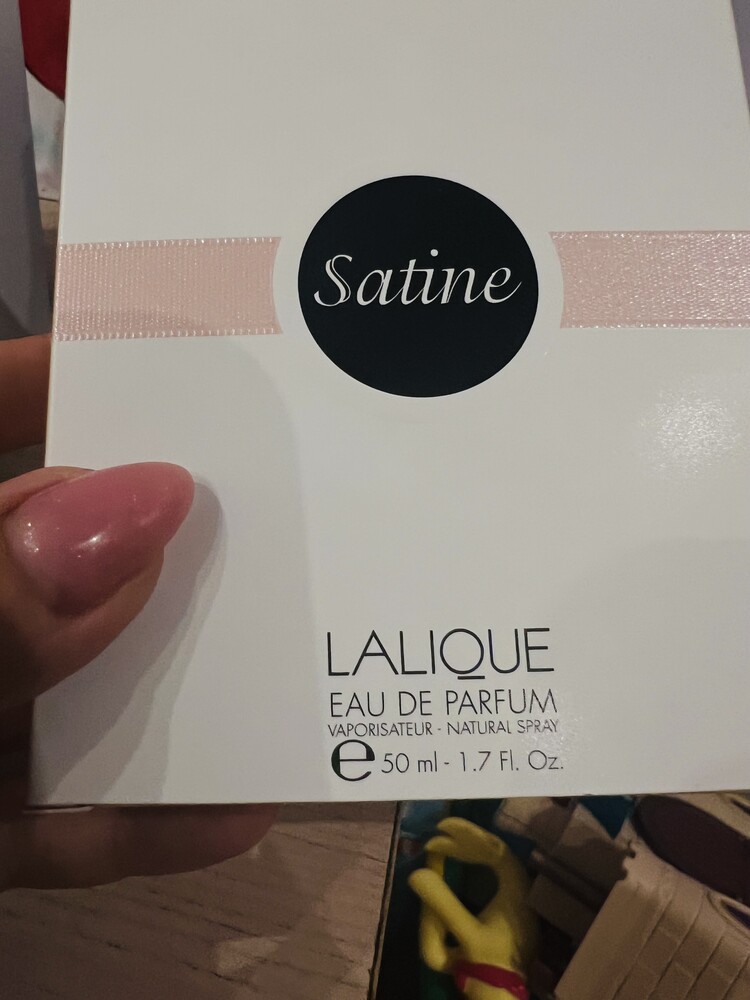 Satine
LALIQUE
EAU DE PARFUM
VAPORISATEUR - NATURAL SPRAY
e 50 ml - 1.7 Fl. Oz.